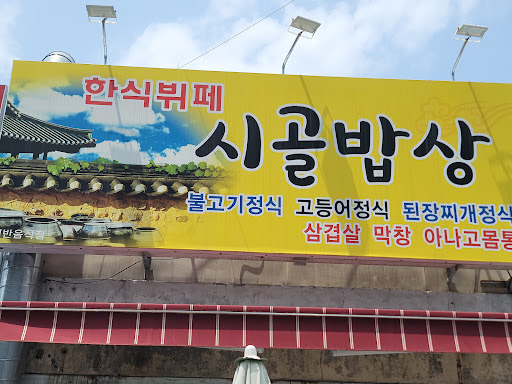 한식뷔페
시골밥상
불고기정식 고등어정식 된장찌개정식
삼겹살 막창 아나고몸통